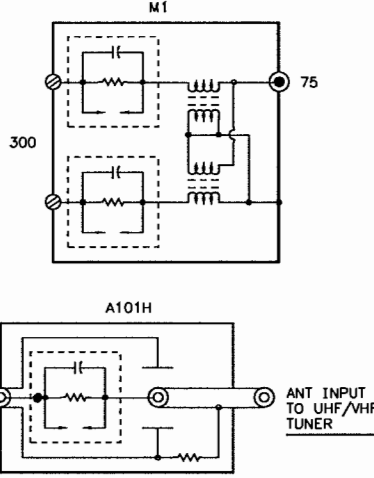 M1
75
300
A101H
ANT INPUT
TO UHF/VHF
TUNER